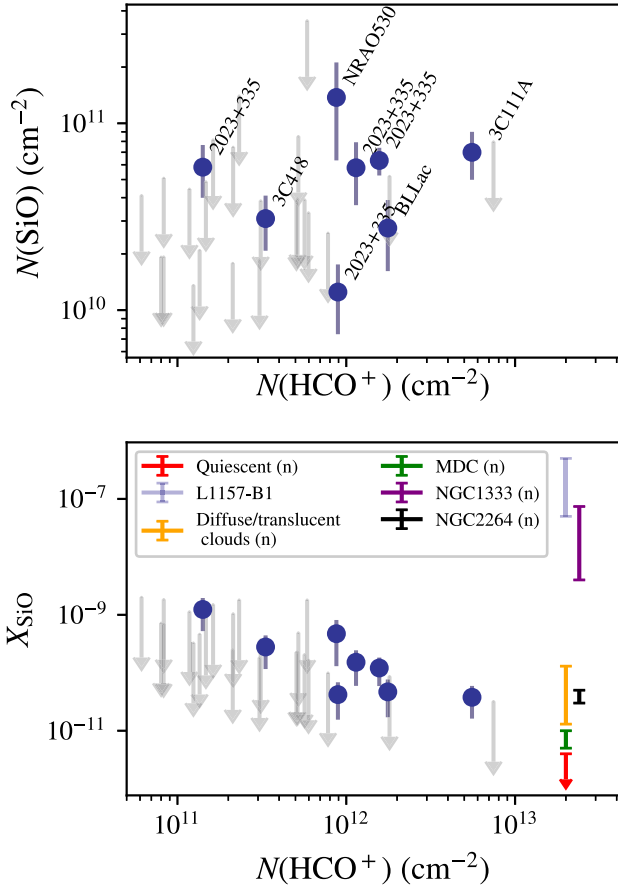 10¹¹
10¹⁰
N(SiO) (cm⁻²)
2023+335
3C418
NRAO530
2023+335
2023+335
2023+335
BLLac
3C111A
N(HCO⁺) (cm⁻²)
Quiescent (n)
L1157-B1
Diffuse/translucent
clouds (n)
MDC (n)
NGC1333 (n)
NGC2264 (n)
10⁻⁷
10⁻⁹
10⁻¹¹
X_SiO
10¹¹
10¹²
10¹³
N(HCO⁺) (cm⁻²)